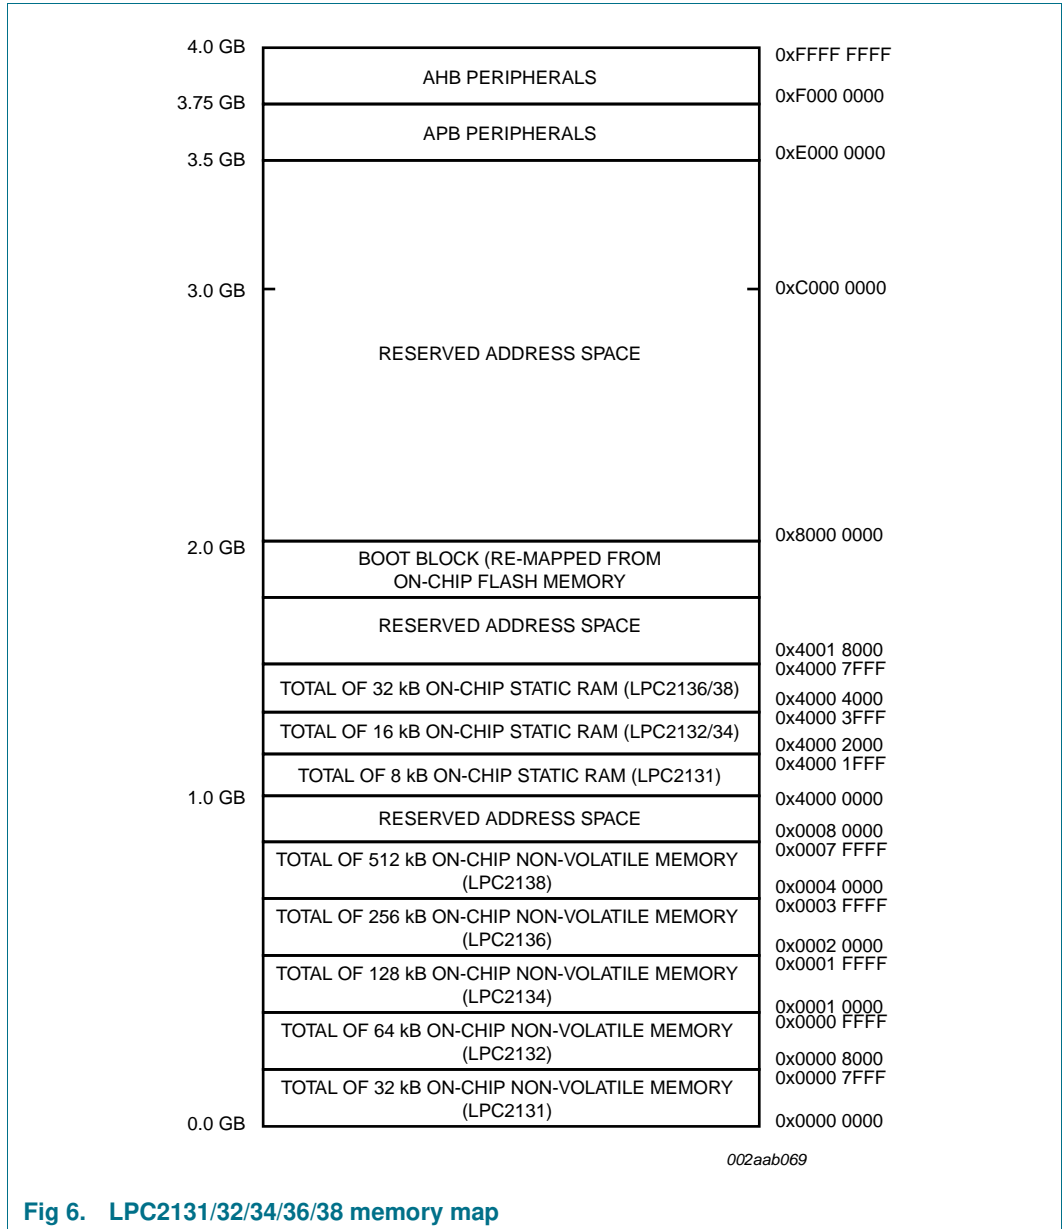 4.0 GB
0xFFFF FFFF
AHB PERIPHERALS
3.75 GB
0xF000 0000
APB PERIPHERALS
3.5 GB
0xE000 0000
3.0 GB
0xC000 0000
RESERVED ADDRESS SPACE
2.0 GB
0x8000 0000
BOOT BLOCK (RE-MAPPED FROM
ON-CHIP FLASH MEMORY
RESERVED ADDRESS SPACE
0x4001 8000
0x4000 7FFF
TOTAL OF 32 kB ON-CHIP STATIC RAM (LPC2136/38)
0x4000 4000
0x4000 3FFF
TOTAL OF 16 kB ON-CHIP STATIC RAM (LPC2132/34)
0x4000 2000
0x4000 1FFF
TOTAL OF 8 kB ON-CHIP STATIC RAM (LPC2131)
1.0 GB
0x4000 0000
RESERVED ADDRESS SPACE
0x0008 0000
0x0007 FFFF
TOTAL OF 512 kB ON-CHIP NON-VOLATILE MEMORY
(LPC2138)
0x0004 0000
0x0003 FFFF
TOTAL OF 256 kB ON-CHIP NON-VOLATILE MEMORY
(LPC2136)
0x0002 0000
0x0001 FFFF
TOTAL OF 128 kB ON-CHIP NON-VOLATILE MEMORY
(LPC2134)
0x0001 0000
0x0000 FFFF
TOTAL OF 64 kB ON-CHIP NON-VOLATILE MEMORY
(LPC2132)
0x0000 8000
0x0000 7FFF
TOTAL OF 32 kB ON-CHIP NON-VOLATILE MEMORY
(LPC2131)
0.0 GB
0x0000 0000
002aab069
Fig 6. LPC2131/32/34/36/38 memory map